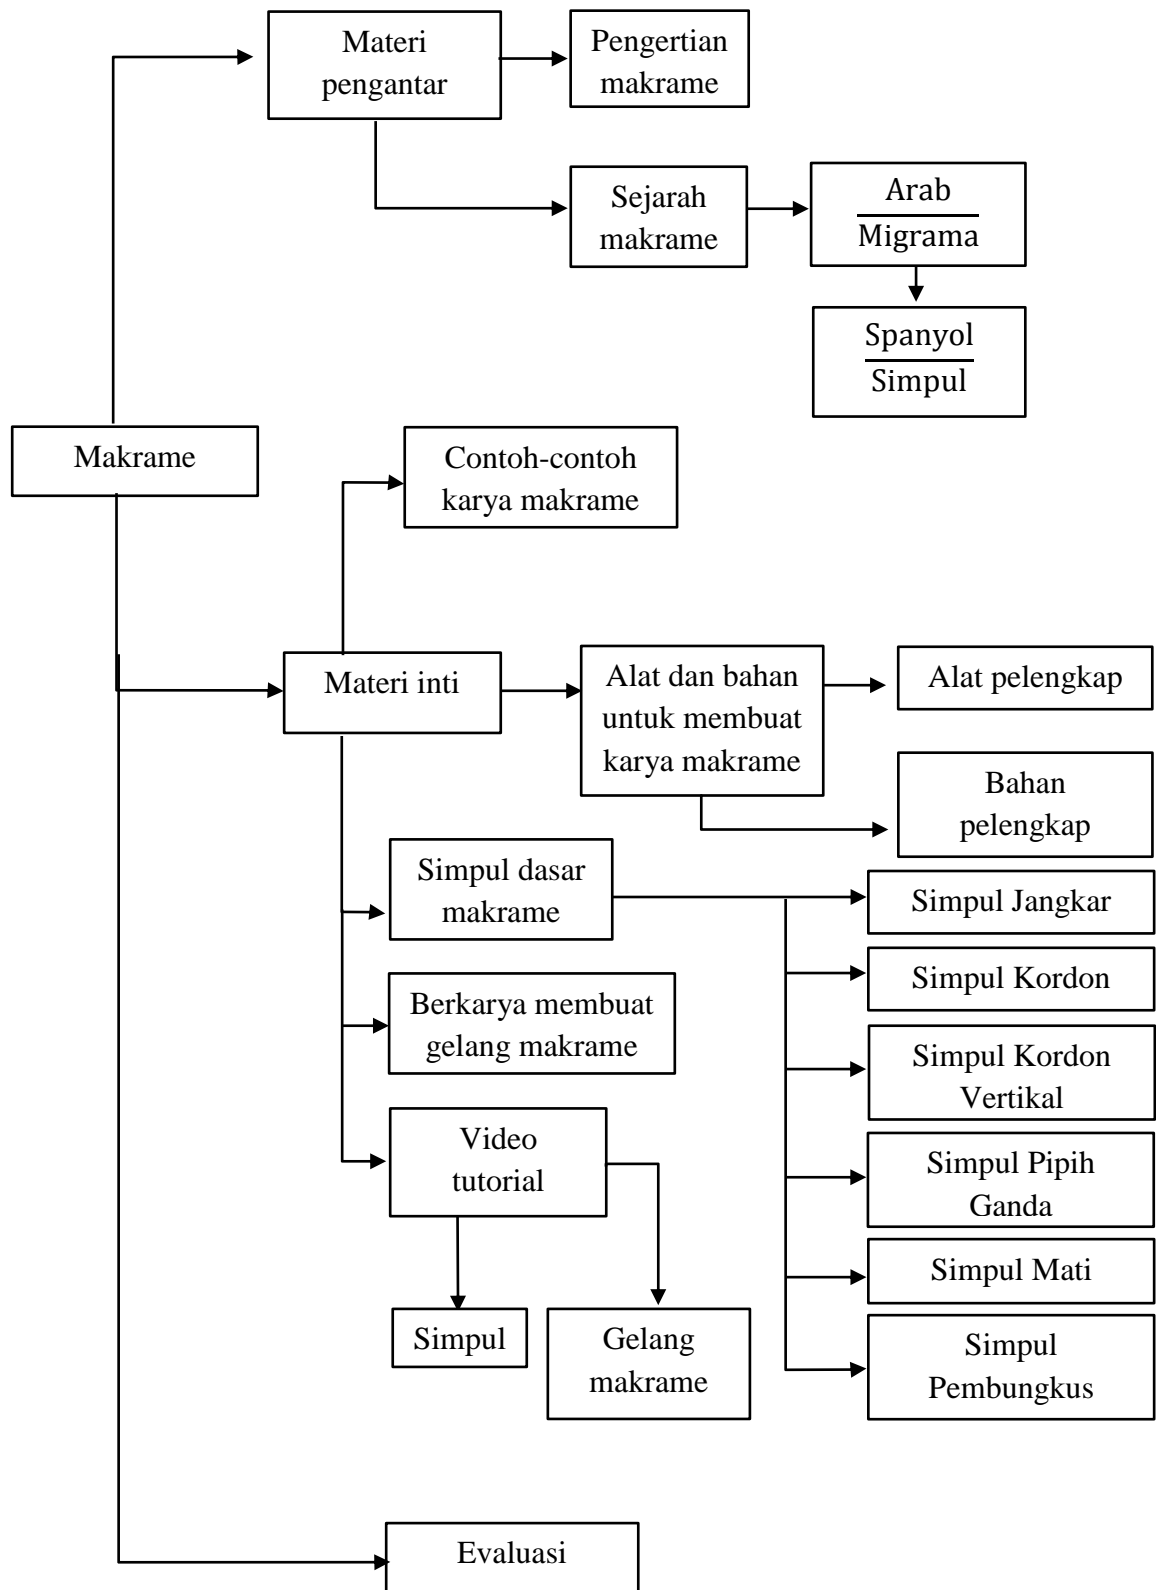 Materi
pengantar
Pengertian
makrame
Sejarah
makrame
Arab
Migrama
Spanyol
Simpul
Makrame
Contoh-contoh
karya makrame
Materi inti
Alat dan bahan
untuk membuat
karya makrame
Alat pelengkap
Bahan
pelengkap
Simpul dasar
makrame
Simpul Jangkar
Simpul Kordon
Simpul Kordon
Vertikal
Simpul Pipih
Ganda
Simpul Mati
Simpul
Pembungkus
Berkarya membuat
gelang makrame
Video
tutorial
Simpul
Gelang
makrame
Evaluasi